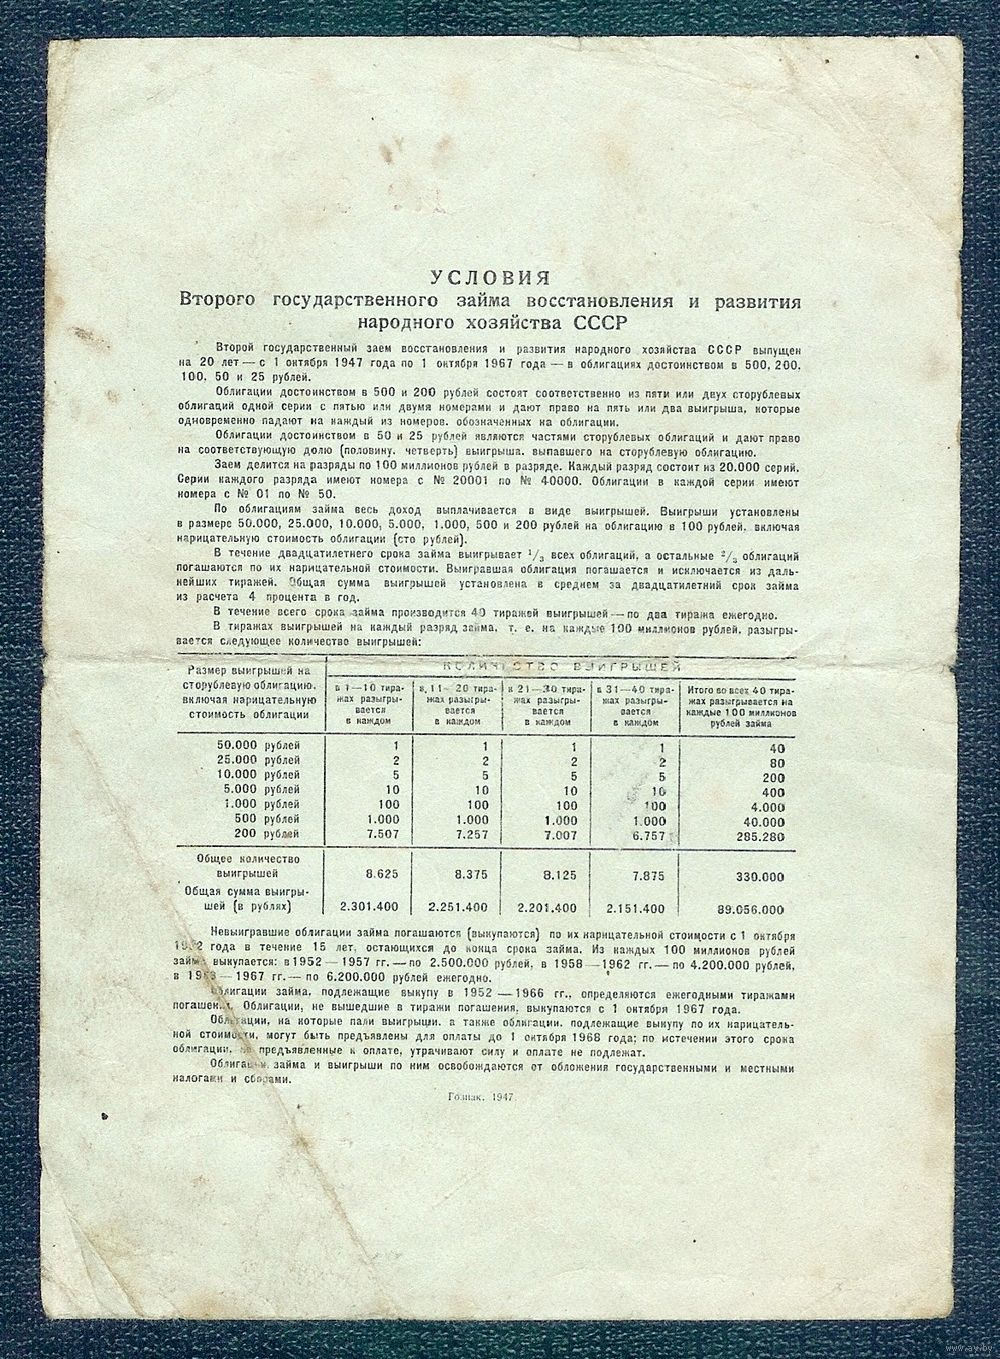 УСЛОВИЯ
Второго государственного займа восстановления и развития
народного хозяйства СССР
Второй государственный заем восстановления и развития народного хозяйства СССР выпущен
на 20 лет — с 1 октября 1947 года по 1 октября 1967 года — в облигациях достоинством в 500, 200,
100, 50 и 25 рублей.
Облигации достоинством в 500 и 200 рублей состоят соответственно из пяти или двух сторублевых
облигаций одной серии с пятью или двумя номерами и дают право на пять или два выигрыша, которые
одновременно падают на каждый из номеров, обозначенных на облигации.
Облигации достоинством в 50 и 25 рублей являются частями сторублевых облигаций и дают право
на соответствующую долю (половину, четверть) выигрыша, выпавшего на сторублевую облигацию.
Заем делится на разряды по 100 миллионов рублей в разряде. Каждый разряд состоит из 20.000 серий.
Серии каждого разряда имеют номера с № 20001 по № 40000. Облигации в каждой серии имеют
номера с № 01 по № 50.
По облигациям займа весь доход выплачивается в виде выигрышей. Выигрыши установлены
в размере 50.000, 25.000, 10.000, 5.000, 1.000, 500 и 200 рублей на облигацию в 100 рублей, включая
нарицательную стоимость облигации (сто рублей).
В течение двадцатилетнего срока займа выигрывает 1/3 всех облигаций, а остальные 2/3 облигаций
погашаются по их нарицательной стоимости. Выигравшая облигация погашается и исключается из даль-
нейших тиражей. Общая сумма выигрышей установлена в среднем за двадцатилетний срок займа
из расчета 4 процента в год.
В течение всего срока займа производится 40 тиражей выигрышей — по два тиража ежегодно.
В тиражах выигрышей на каждый разряд займа, т. е. на каждые 100 миллионов рублей, разыгры-
вается следующее количество выигрышей:
Размер выигрышей на сторублевую облигацию, включая нарицательную стоимость облигации
КОЛИЧЕСТВО ВЫИГРЫШЕЙ
в 1—10 тира-жах разыгры-вается в каждом
в 11—20 тира-жах разыгры-вается в каждом
в 21—30 тира-жах разыгры-вается в каждом
в 31—40 тира-жах разыгры-вается в каждом
Итого во всех 40 тира-жах разыгрывается на каждые 100 миллионов рублей займа
50.000 рублей 1 1 1 1 40
25.000 рублей 2 2 2 2 80
10.000 рублей 5 5 5 5 200
5.000 рублей 10 10 10 10 400
1.000 рублей 100 100 100 100 4.000
500 рублей 1.000 1.000 1.000 1.000 40.000
200 рублей 7.507 7.257 7.007 6.757 285.280
Общее количество
выигрышей 8.625 8.375 8.125 7.875 330.000
Общая сумма выигры-
шей (в рублях) 2.301.400 2.251.400 2.201.400 2.151.400 89.056.000
Невыигравшие облигации займа погашаются (выкупаются) по их нарицательной стоимости с 1 октября
1952 года в течение 15 лет, остающихся до конца срока займа. Из каждых 100 миллионов рублей
займа выкупается: в 1952 — 1957 гг. — по 2.500.000 рублей, в 1958 — 1962 гг. — по 4.200.000 рублей,
в 1963 — 1967 гг. — по 6.200.000 рублей ежегодно.
Облигации займа, подлежащие выкупу в 1952 — 1966 гг., определяются ежегодными тиражами
погашения. Облигации, не вышедшие в тиражи погашения, выкупаются с 1 октября 1967 года.
Облигации, на которые пали выигрыши, а также облигации, подлежащие выкупу по их нарицатель-
ной стоимости, могут быть предъявлены для оплаты до 1 октября 1968 года; по истечении этого срока
облигации, не предъявленные к оплате, утрачивают силу и оплате не подлежат.
Облигации займа и выигрыши по ним освобождаются от обложения государственными и местными
налогами и сборами.
Гознак. 1947
www.ay.by